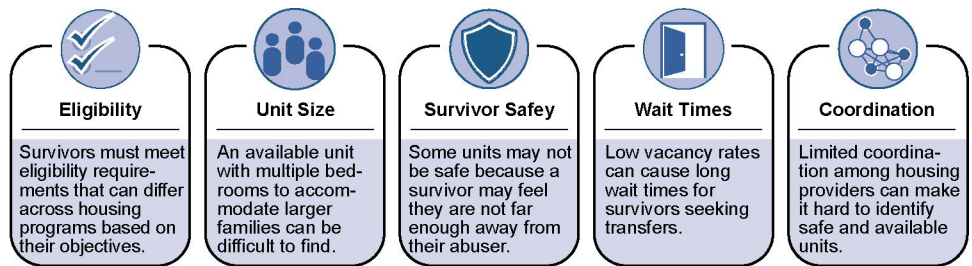 Eligibility
Survivors must meet
eligibility require-
ments that can differ
across housing
programs based on
their objectives.
Unit Size
An available unit
with multiple bed-
rooms to accom-
modate larger
families can be
difficult to find.
Survivor Safey
Some units may not
be safe because a
survivor may feel
they are not far
enough away from
their abuser.
Wait Times
Low vacancy rates
can cause long
wait times for
survivors seeking
transfers.
Coordination
Limited coordina-
tion among housing
providers can make
it hard to identify
safe and available
units.